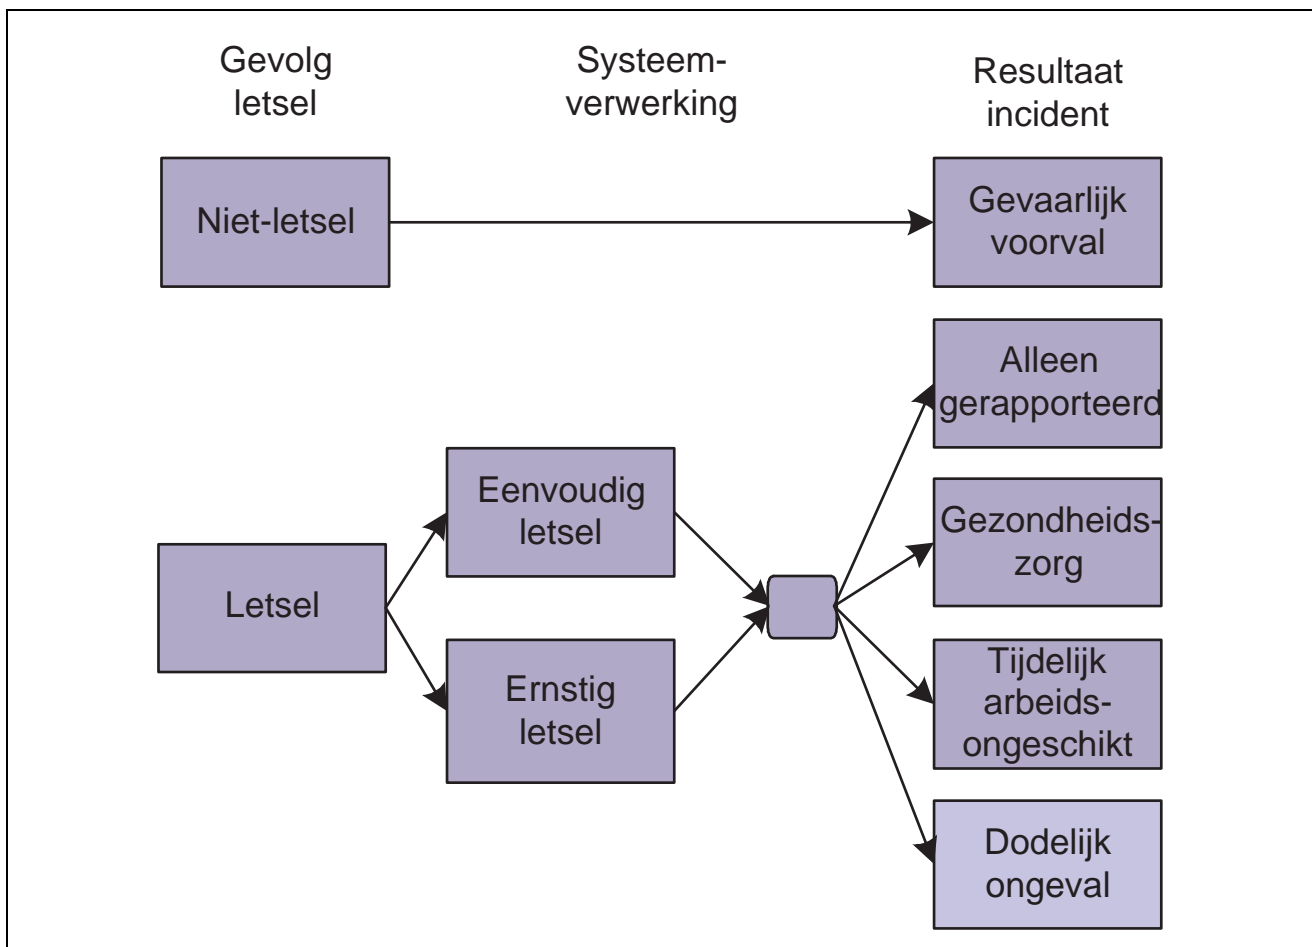 Gevolg
letsel
Systeem-
verwerking
Resultaat
incident
Niet-letsel
Gevaarlijk
voorval
Alleen
gerapporteerd
Eenvoudig
letsel
Gezondheids-
zorg
Letsel
Ernstig
letsel
Tijdelijk
arbeids-
ongeschikt
Dodelijk
ongeval